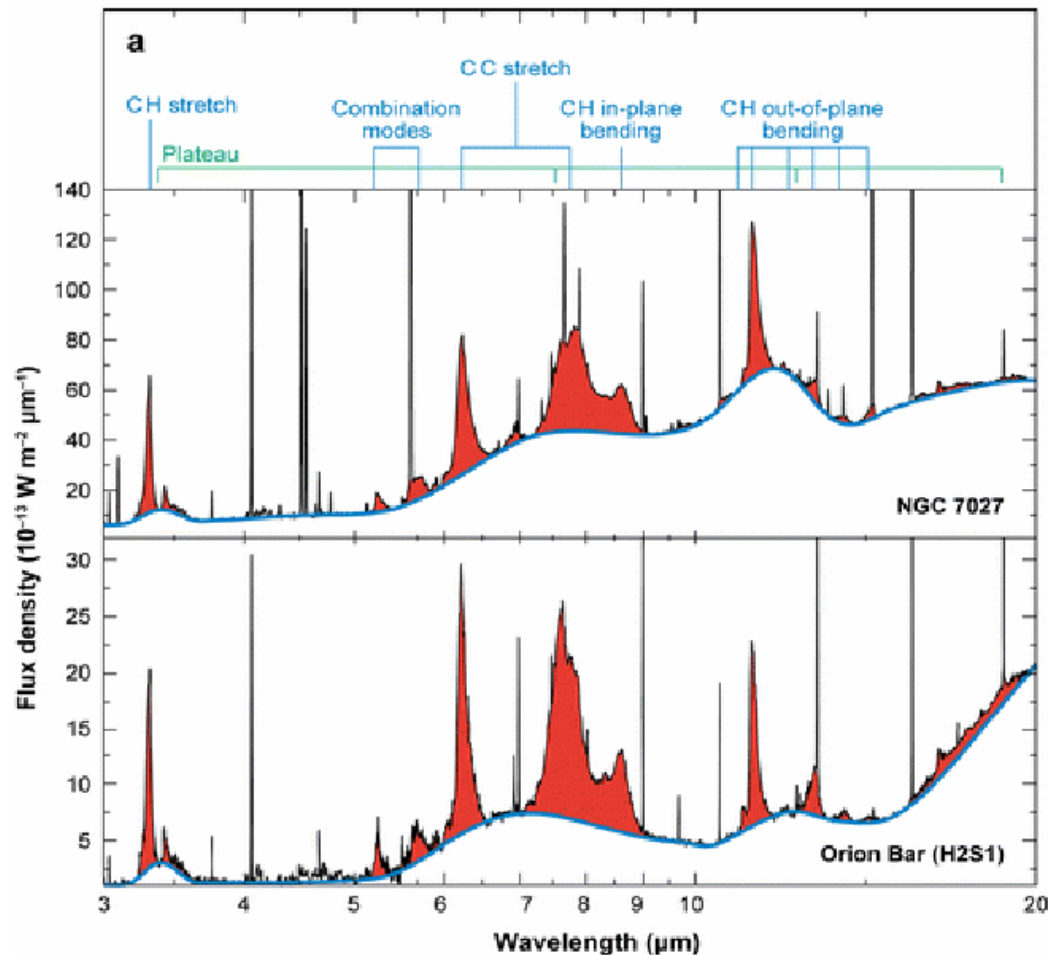 a
CC stretch
CH stretch
Combination modes
CH in-plane bending
CH out-of-plane bending
Plateau
140
120
100
80
60
40
20
NGC 7027
Flux density (10⁻¹³ W m⁻² µm⁻¹)
30
25
20
15
10
5
Orion Bar (H2S1)
3 4 5 6 7 8 9 10 20
Wavelength (µm)